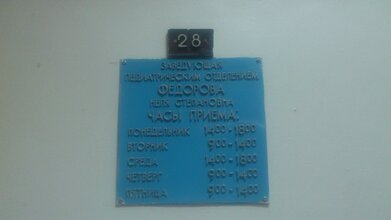 28
ЗАВЕДУЮЩАЯ
ПЕДИАТРИЧЕСКИМ ОТДЕЛЕНИЕМ
ФЕДОРОВА
НЕЛЯ СТЕПАНОВНА
ЧАСЫ ПРИЕМА:
ПОНЕДЕЛЬНИК 1400-1800
ВТОРНИК 900-1400
СРЕДА 1400-1800
ЧЕТВЕРГ 900-1400
ПЯТНИЦА 900-1400